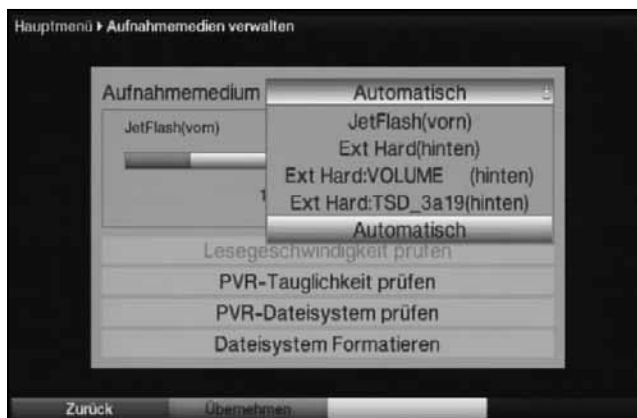 Hauptmenü ▸ Aufnahmemedien verwalten
Aufnahmemedium Automatisch
JetFlash(vorn)
JetFlash(vorn)
Ext Hard(hinten)
Ext Hard:VOLUME (hinten)
1
Ext Hard:TSD_3a19(hinten)
Automatisch
Lesegeschwindigkeit prüfen
PVR-Tauglichkeit prüfen
PVR-Dateisystem prüfen
Dateisystem Formatieren
Zurück Übernehmen